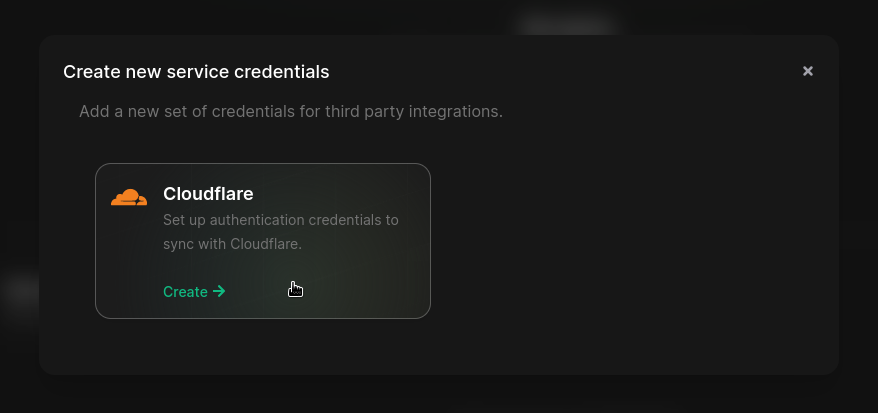 Create new service credentials
Add a new set of credentials for third party integrations.
Cloudflare
Set up authentication credentials to
sync with Cloudflare.
Create